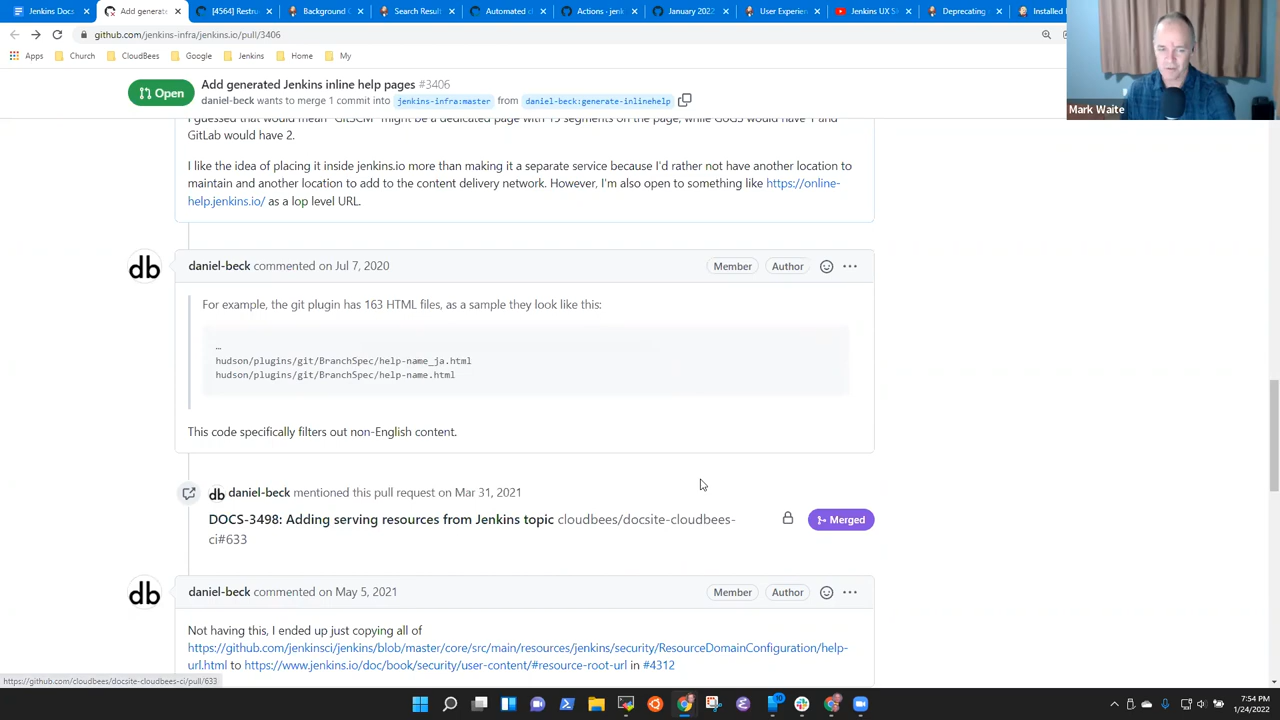 Jenkins Docs
Add generate
[4564] Restru
Background C
Search Result
Automated cl
Actions - jenk
January 2022
User Experien
Jenkins UX SI
Deprecating p
Installed
github.com/jenkins-infra/jenkins.io/pull/3406
Apps
Church
CloudBees
Google
Jenkins
Home
My
Mark Waite
Open
Add generated Jenkins inline help pages #3406
daniel-beck wants to merge 1 commit into jenkins-infra:master from daniel-beck:generate-inlinehelp
GitLab would have 2.
I like the idea of placing it inside jenkins.io more than making it a separate service because I'd rather not have another location to
maintain and another location to add to the content delivery network. However, I'm also open to something like https://online-
help.jenkins.io/ as a lop level URL.
db
daniel-beck commented on Jul 7, 2020
Member
Author
For example, the git plugin has 163 HTML files, as a sample they look like this:
…
hudson/plugins/git/BranchSpec/help-name_ja.html
hudson/plugins/git/BranchSpec/help-name.html
This code specifically filters out non-English content.
db daniel-beck mentioned this pull request on Mar 31, 2021
DOCS-3498: Adding serving resources from Jenkins topic cloudbees/docsite-cloudbees-
ci#633
Merged
db
daniel-beck commented on May 5, 2021
Member
Author
Not having this, I ended up just copying all of
https://github.com/jenkinsci/jenkins/blob/master/core/src/main/resources/jenkins/security/ResourceDomainConfiguration/help-
url.html to https://www.jenkins.io/doc/book/security/user-content/#resource-root-url in #4312
https://github.com/cloudbees/docsite-cloudbees-ci/pull/633
7:54 PM
1/24/2022